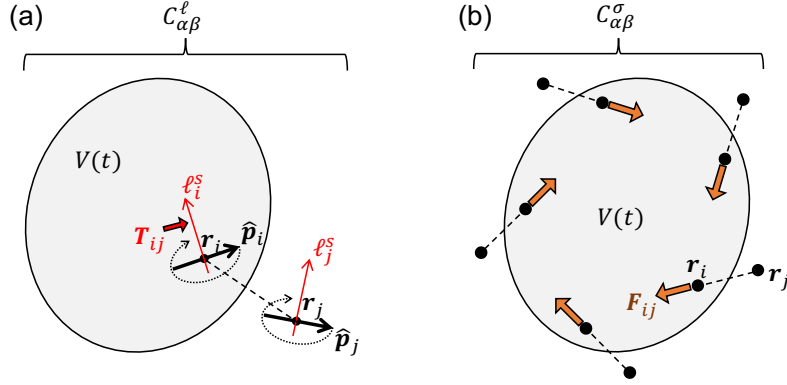 (a)
C^ℓ_αβ
V(t)
ℓ^s_i
T_ij
r_i
p̂_i
ℓ^s_j
r_j
p̂_j
(b)
C^σ_αβ
V(t)
r_i
r_j
F_ij